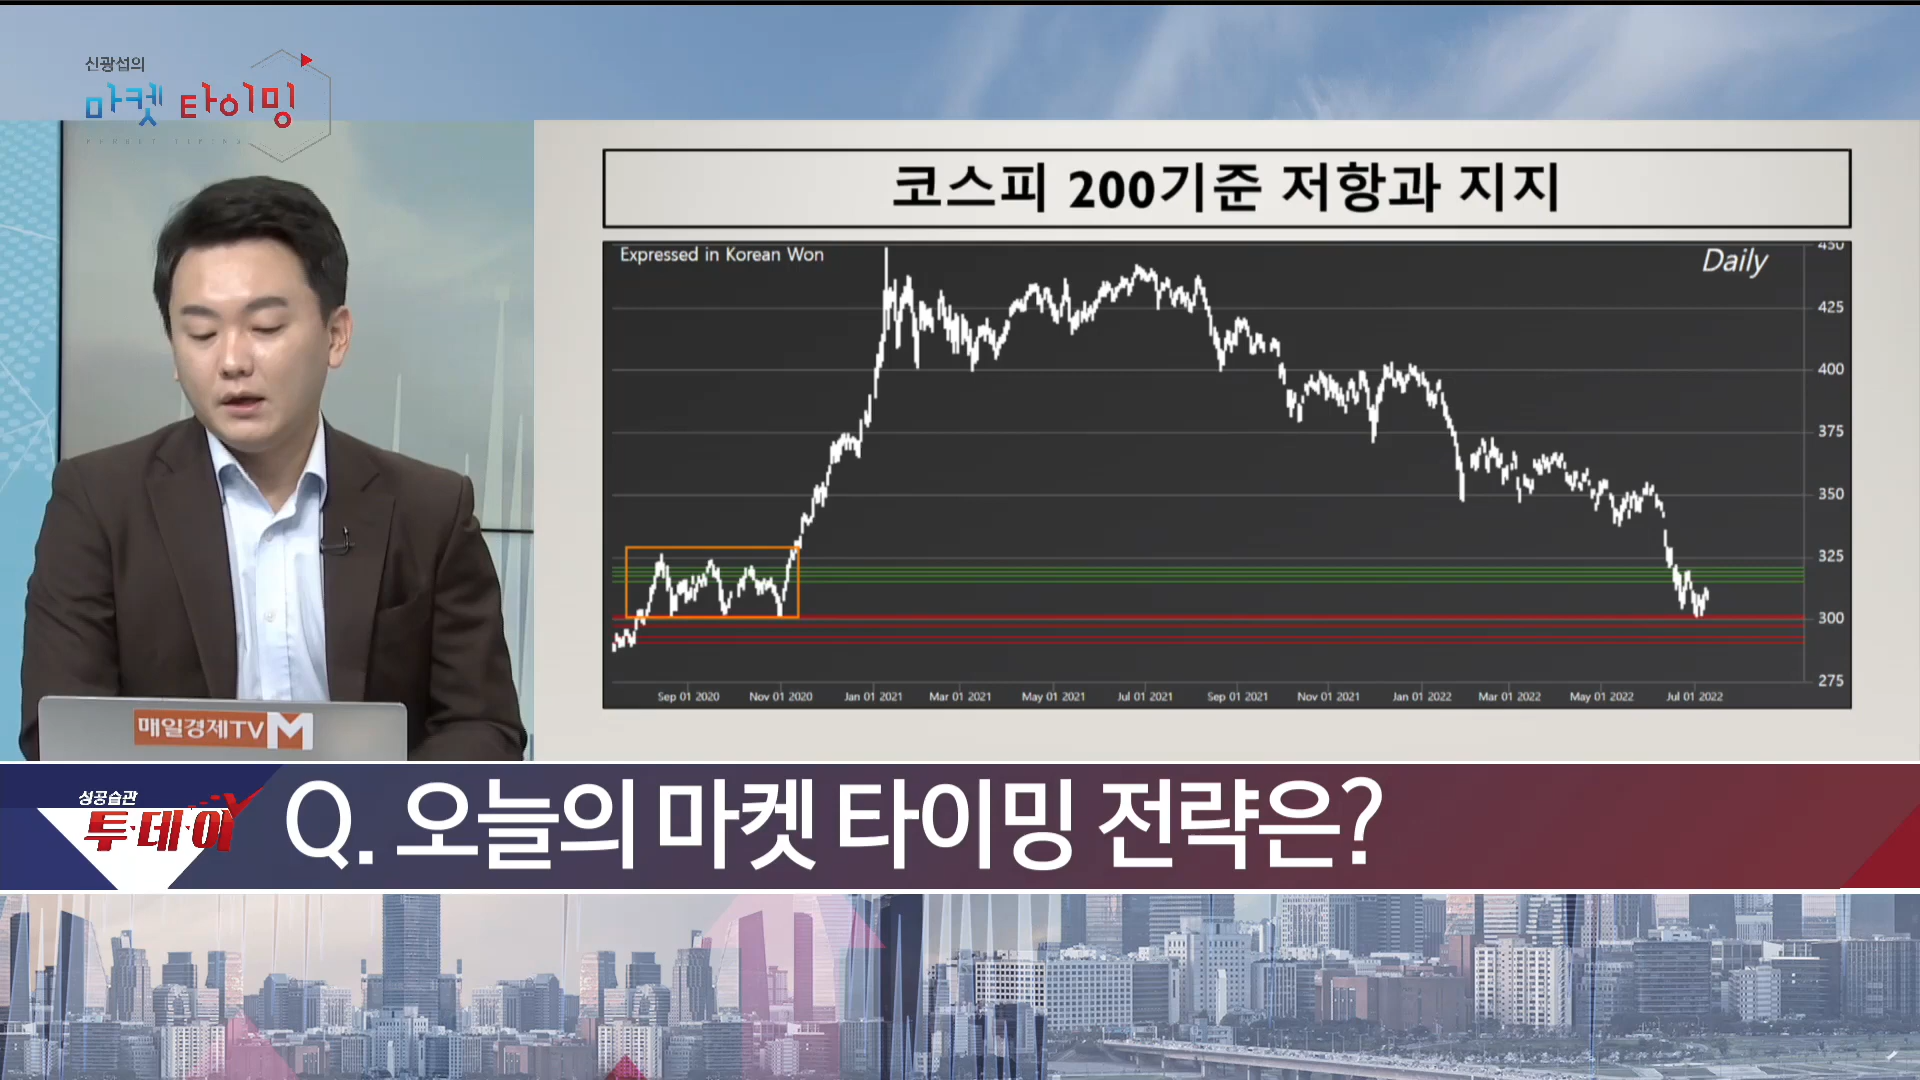 신광섭의
마켓 타이밍
코스피 200기준 저항과 지지
Expressed in Korean Won
Daily
450
425
400
375
350
325
300
275
Sep 01 2020
Nov 01 2020
Jan 01 2021
Mar 01 2021
May 01 2021
Jul 01 2021
Sep 01 2021
Nov 01 2021
Jan 01 2022
Mar 01 2022
May 01 2022
Jul 01 2022
매일경제TV M
성공습관
투·데·이
Q. 오늘의 마켓 타이밍 전략은?